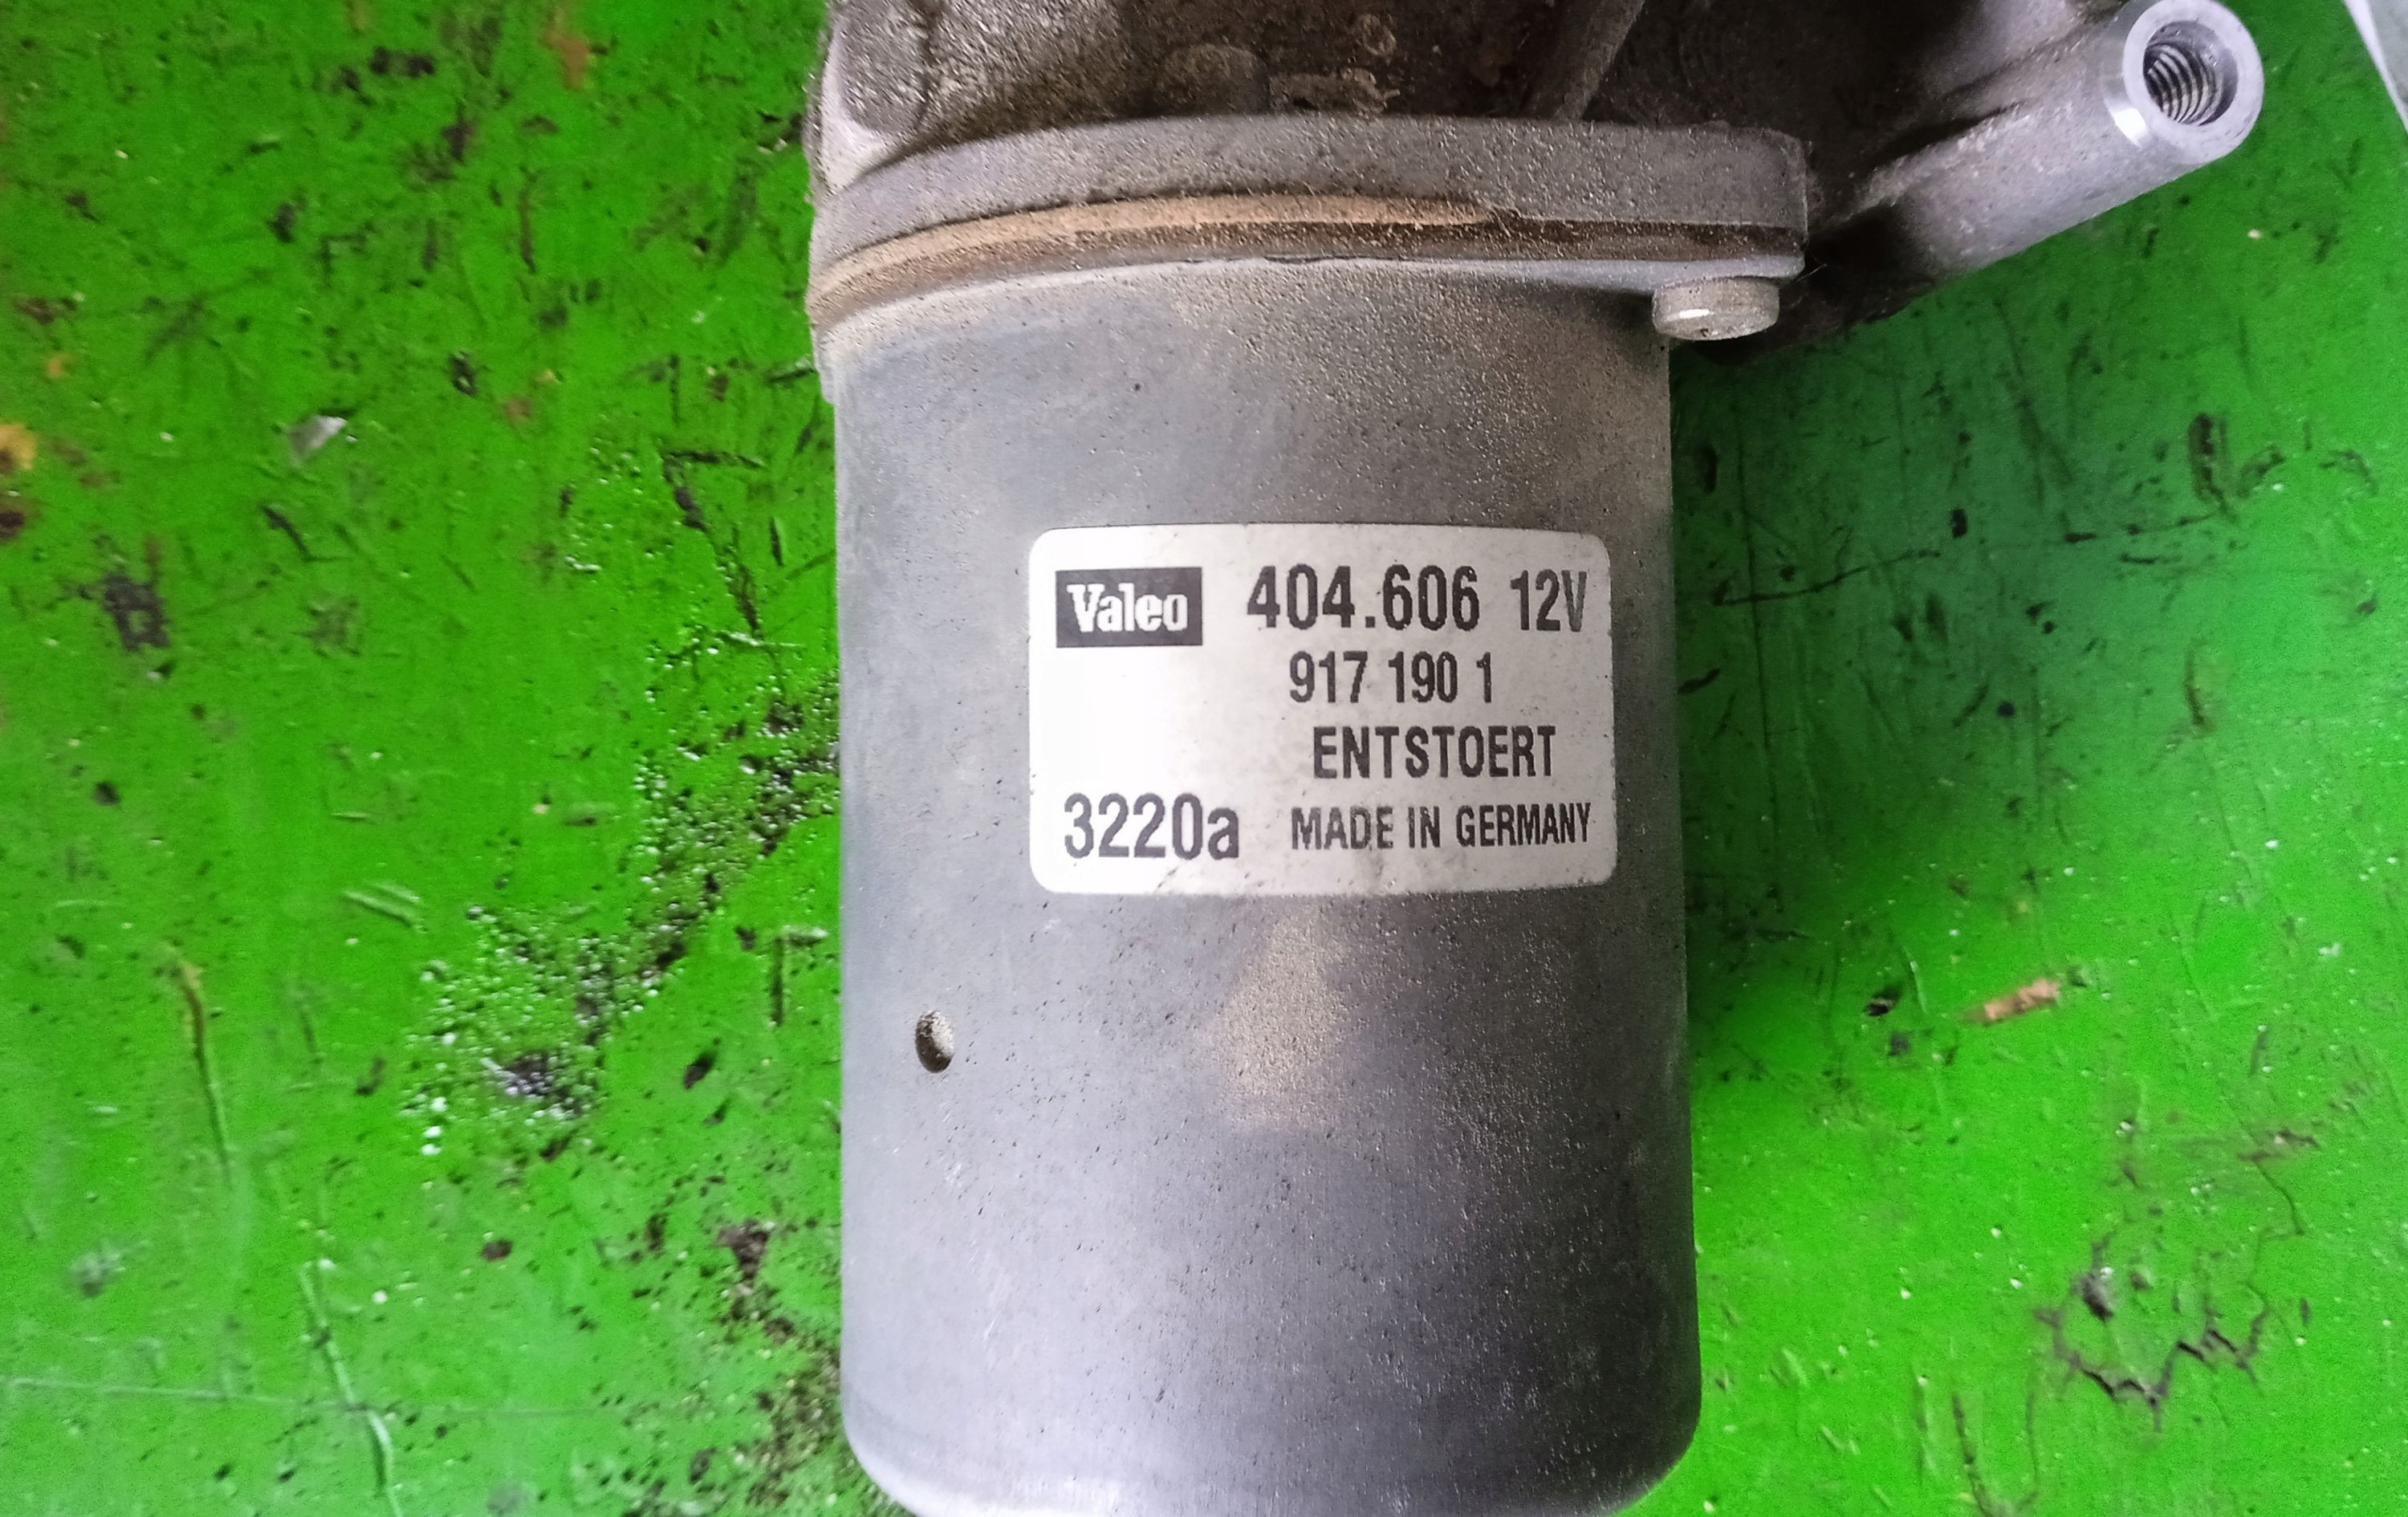 Valeo 404.606 12V
917 190 1
ENTSTOERT
3220a MADE IN GERMANY